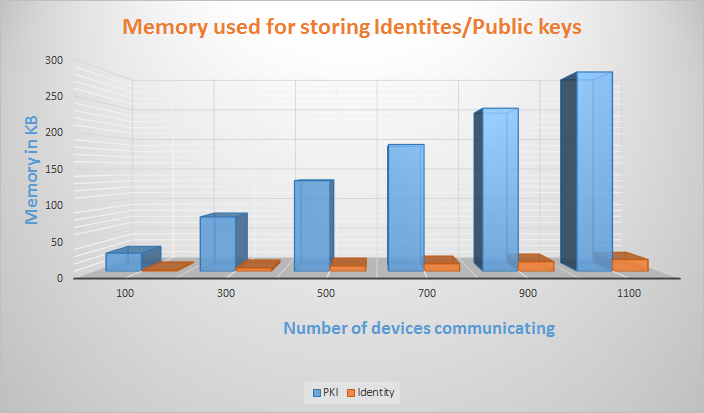 Memory used for storing Identites/Public keys
300
250
200
150
100
50
0
Memory in KB
100 300 500 700 900 1100
Number of devices communicating
PKI Identity